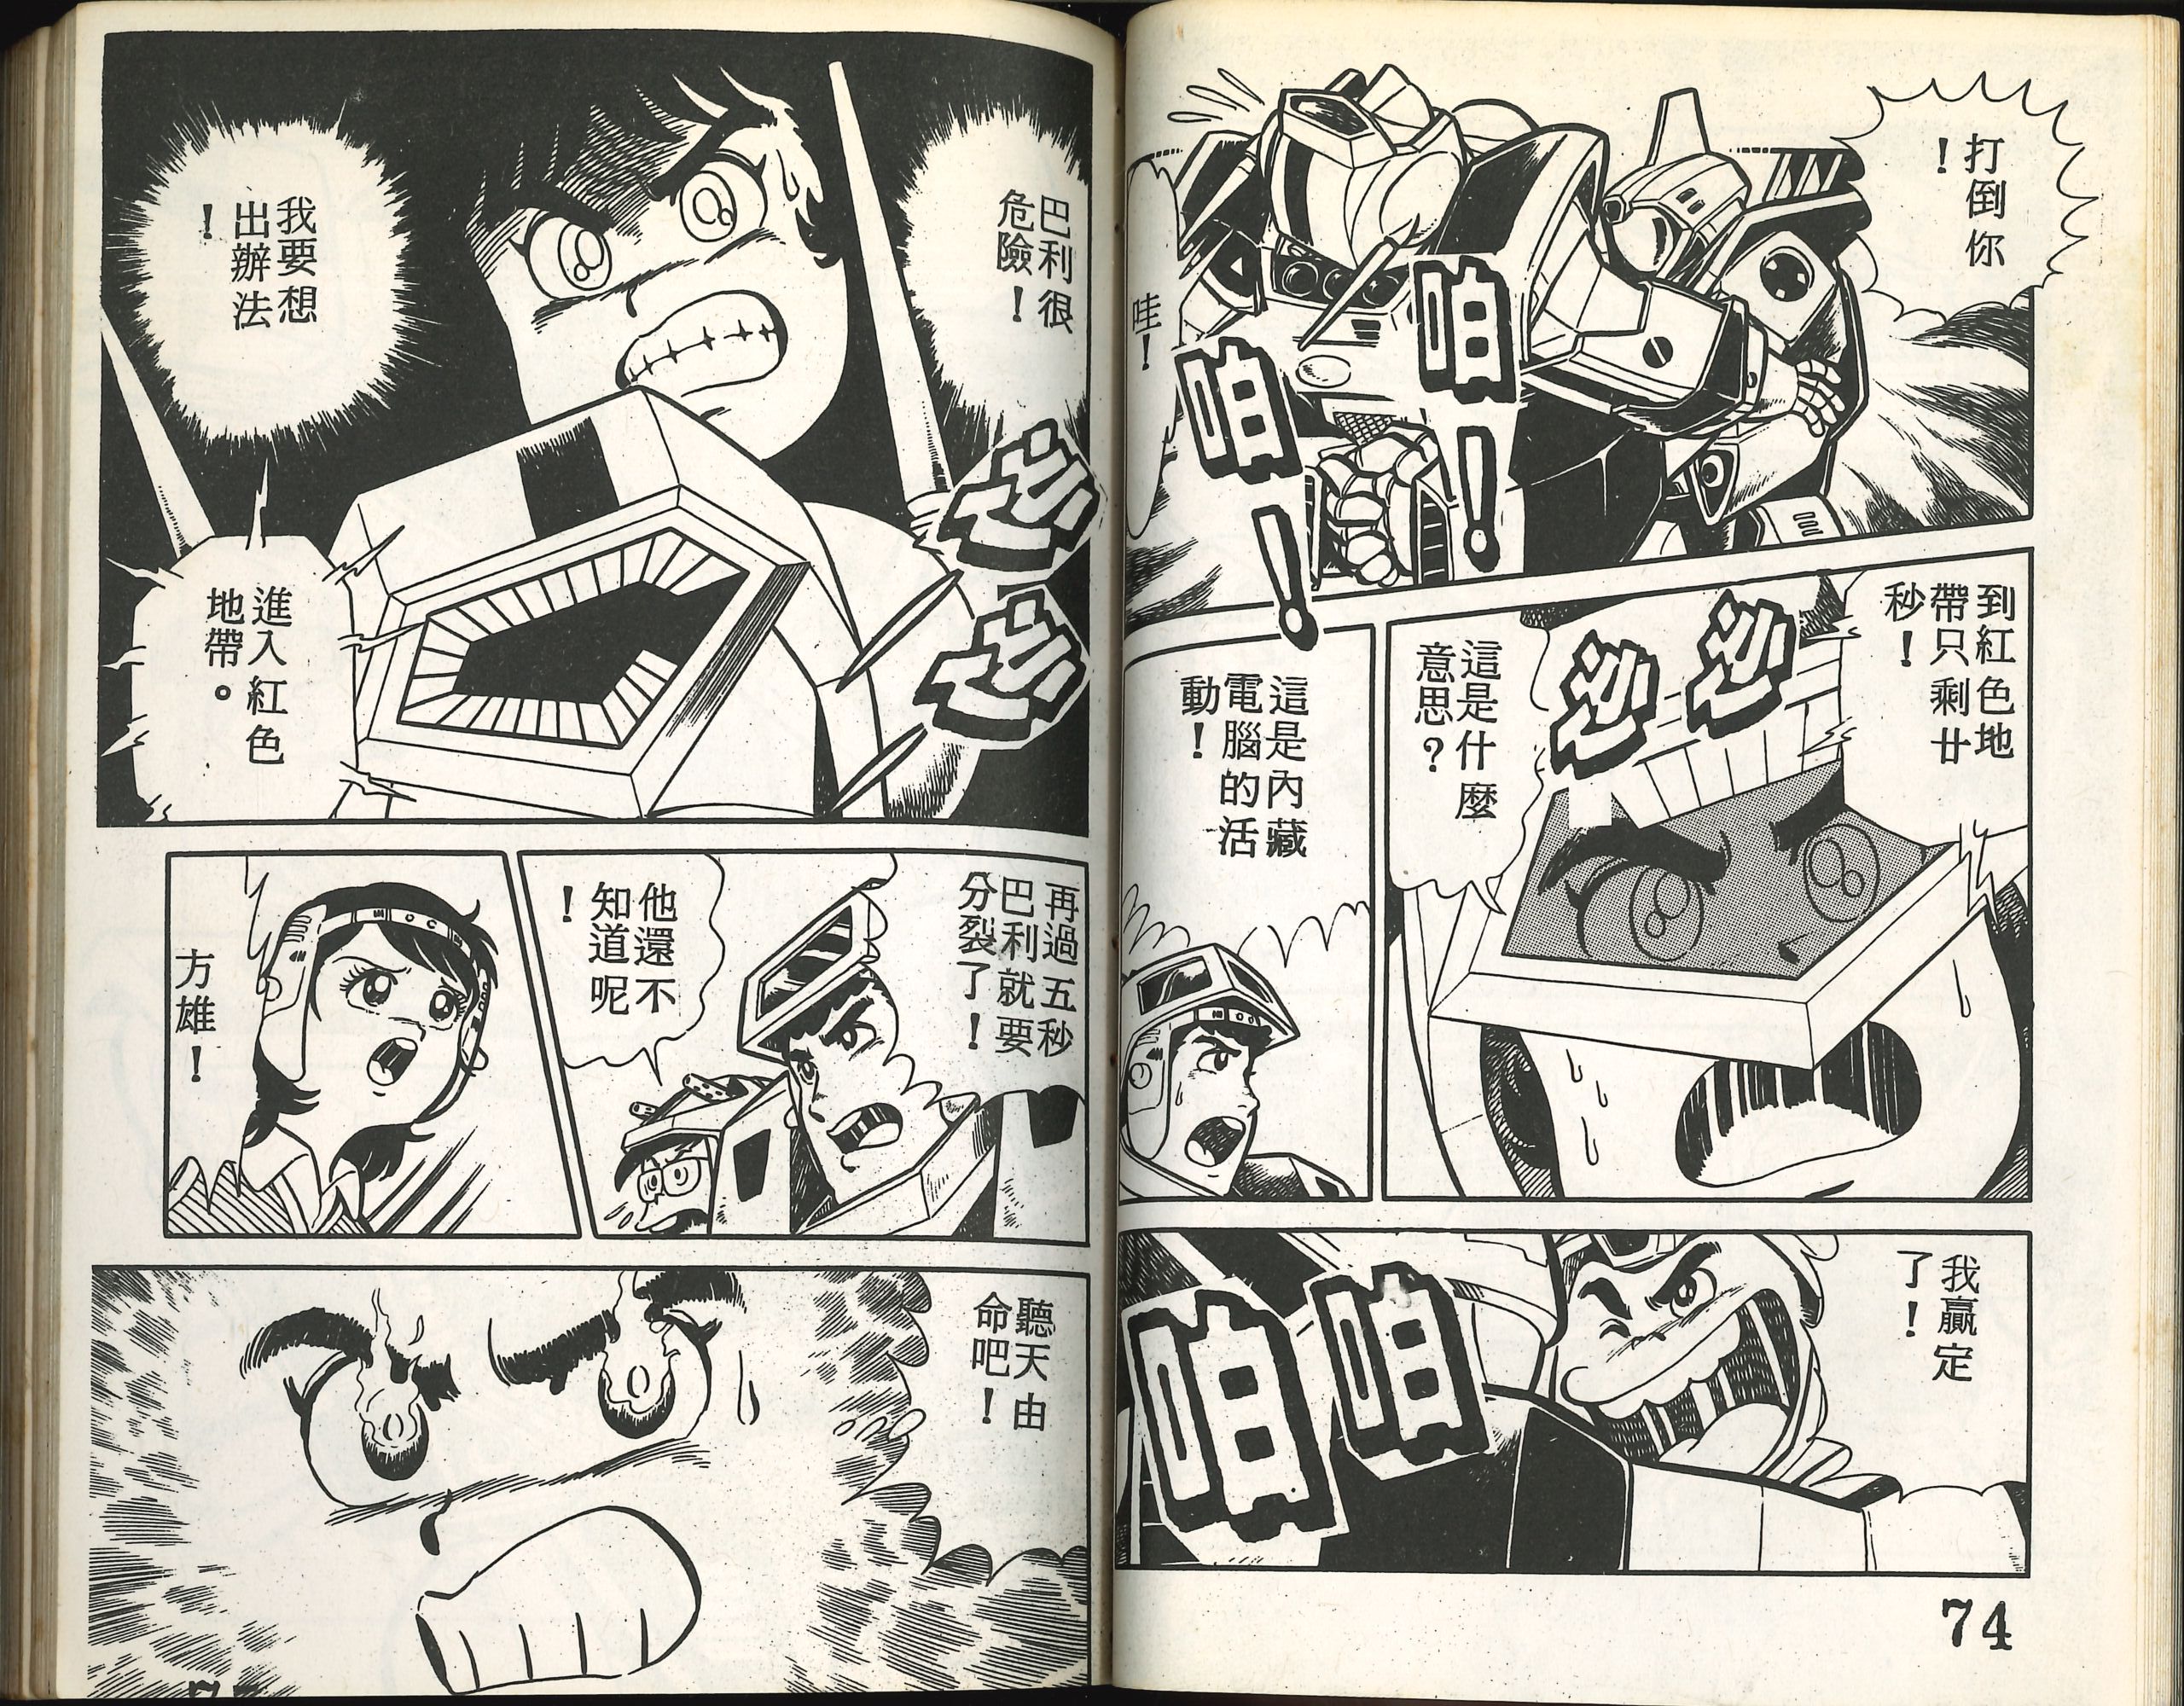 打倒你
!
咱!
咱!
哇!
到紅色地
帶只剩廿
秒!
這是什麼
意思?
這是內藏
電腦的活
動!
我贏定
了!
咱
咱
74
巴利很
危險!
我要想
出辦法
!
進入紅色
地帶。
再過五秒
巴利就要
分裂了!
他還不
知道呢
!
方雄!
聽天由
命吧!